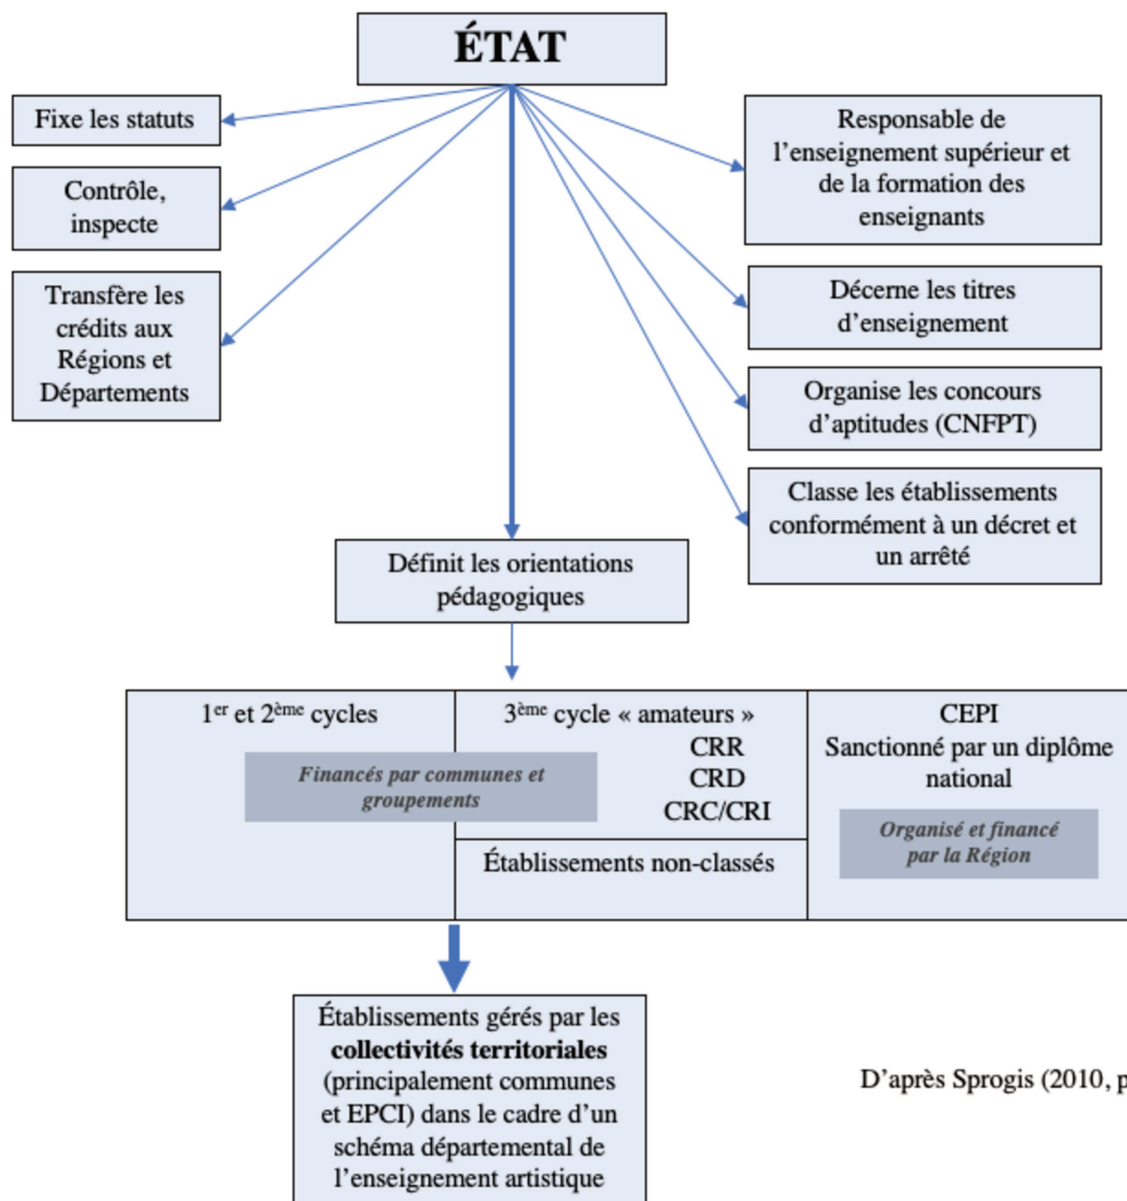 ÉTAT
Fixe les statuts
Contrôle,
inspecte
Transfère les
crédits aux
Régions et
Départements
Responsable de
l’enseignement supérieur et
de la formation des
enseignants
Décerne les titres
d’enseignement
Organise les concours
d’aptitudes (CNFPT)
Classe les établissements
conformément à un décret et
un arrêté
Définit les orientations
pédagogiques
1er et 2ème cycles
Financés par communes et
groupements
3ème cycle « amateurs »
CRR
CRD
CRC/CRI
Établissements non-classés
CEPI
Sanctionné par un diplôme
national
Organisé et financé
par la Région
Établissements gérés par les
collectivités territoriales
(principalement communes
et EPCI) dans le cadre d’un
schéma départemental de
l’enseignement artistique
D’après Sprogis (2010, p